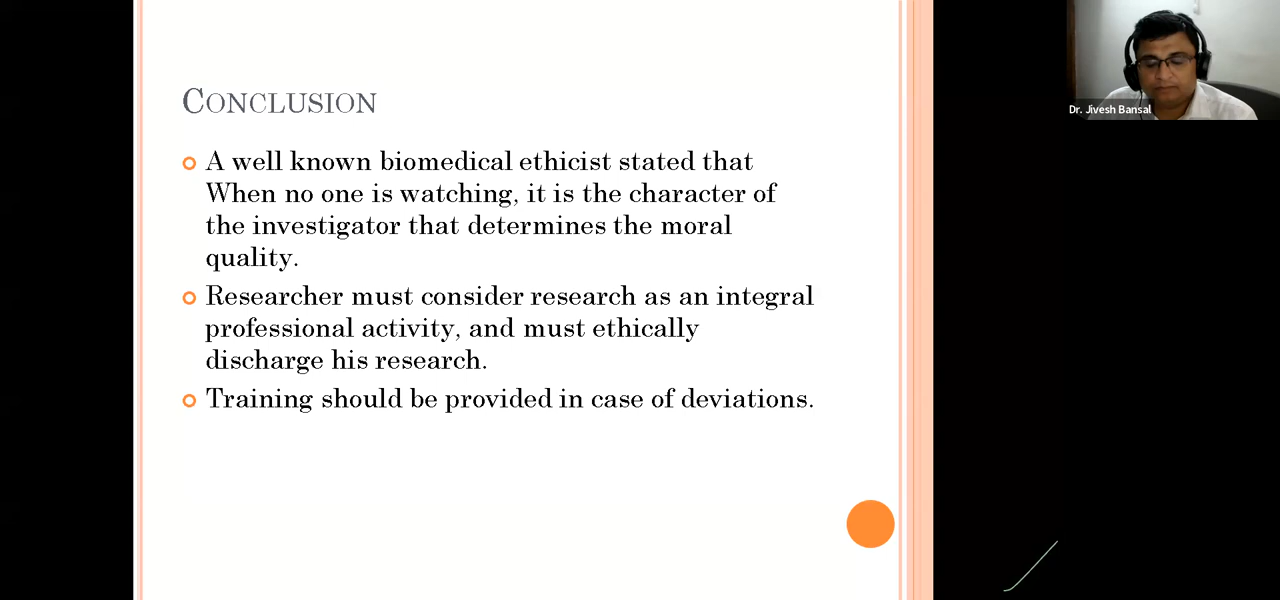 CONCLUSION
A well known biomedical ethicist stated that
When no one is watching, it is the character of
the investigator that determines the moral
quality.
Researcher must consider research as an integral
professional activity, and must ethically
discharge his research.
Training should be provided in case of deviations.
Dr. Jivesh Bansal